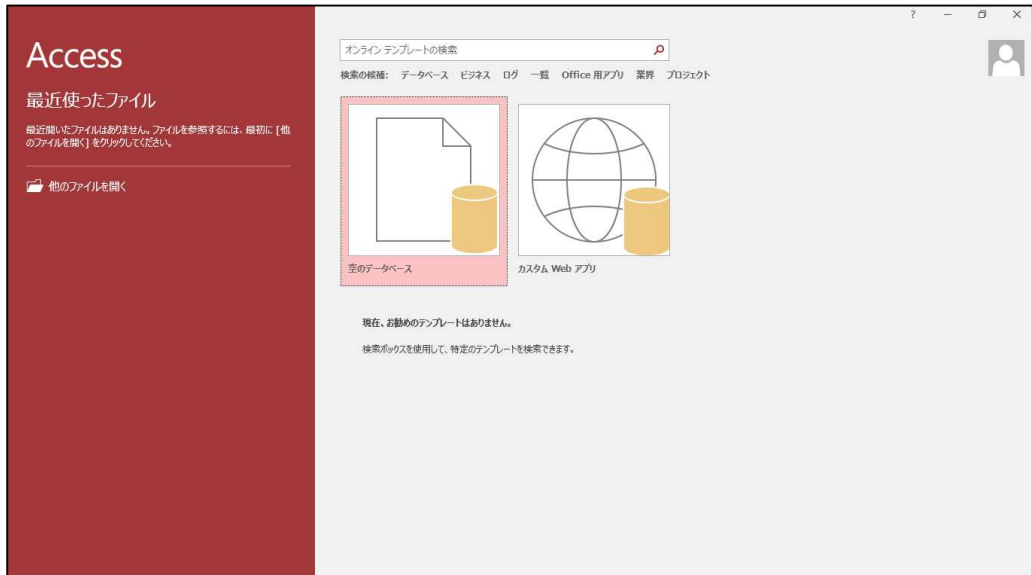 Access
最近使ったファイル
最近開いたファイルはありません。ファイルを参照するには、最初に [他
のファイルを開く] をクリックしてください。
他のファイルを開く
?
オンライン テンプレートの検索
検索の候補: データベース ビジネス ログ 一覧 Office 用アプリ 業界 プロジェクト
空のデータベース
カスタム Web アプリ
現在、お勧めのテンプレートはありません。
検索ボックスを使用して、特定のテンプレートを検索できます。